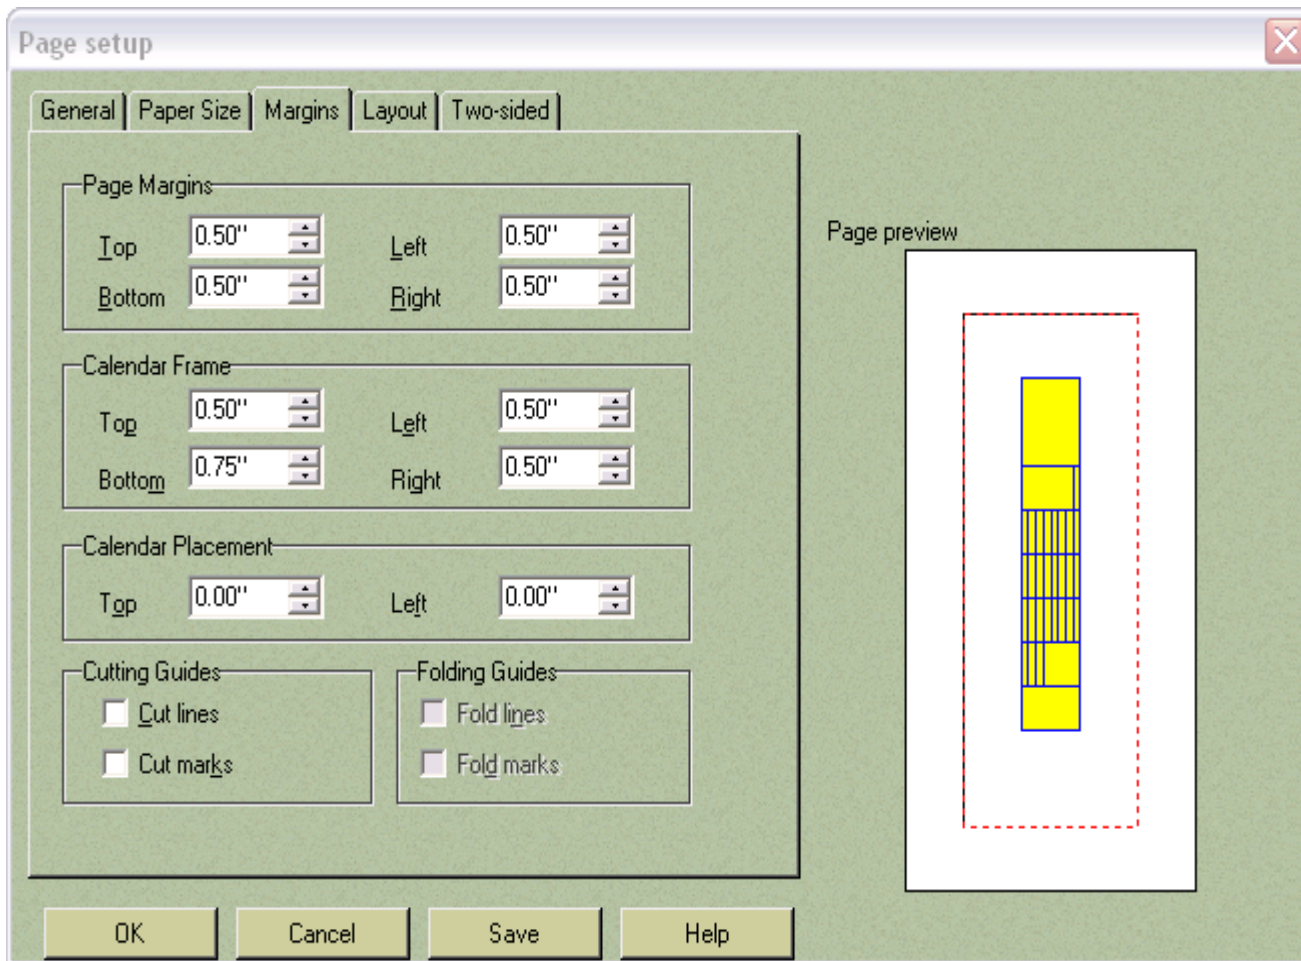 Page setup
General Paper Size Margins Layout Two-sided
Page Margins
Top 0.50" Left 0.50"
Bottom 0.50" Right 0.50"
Page preview
Calendar Frame
Top 0.50" Left 0.50"
Bottom 0.75" Right 0.50"
Calendar Placement
Top 0.00" Left 0.00"
Cutting Guides Folding Guides
Cut lines Fold lines
Cut marks Fold marks
OK Cancel Save Help